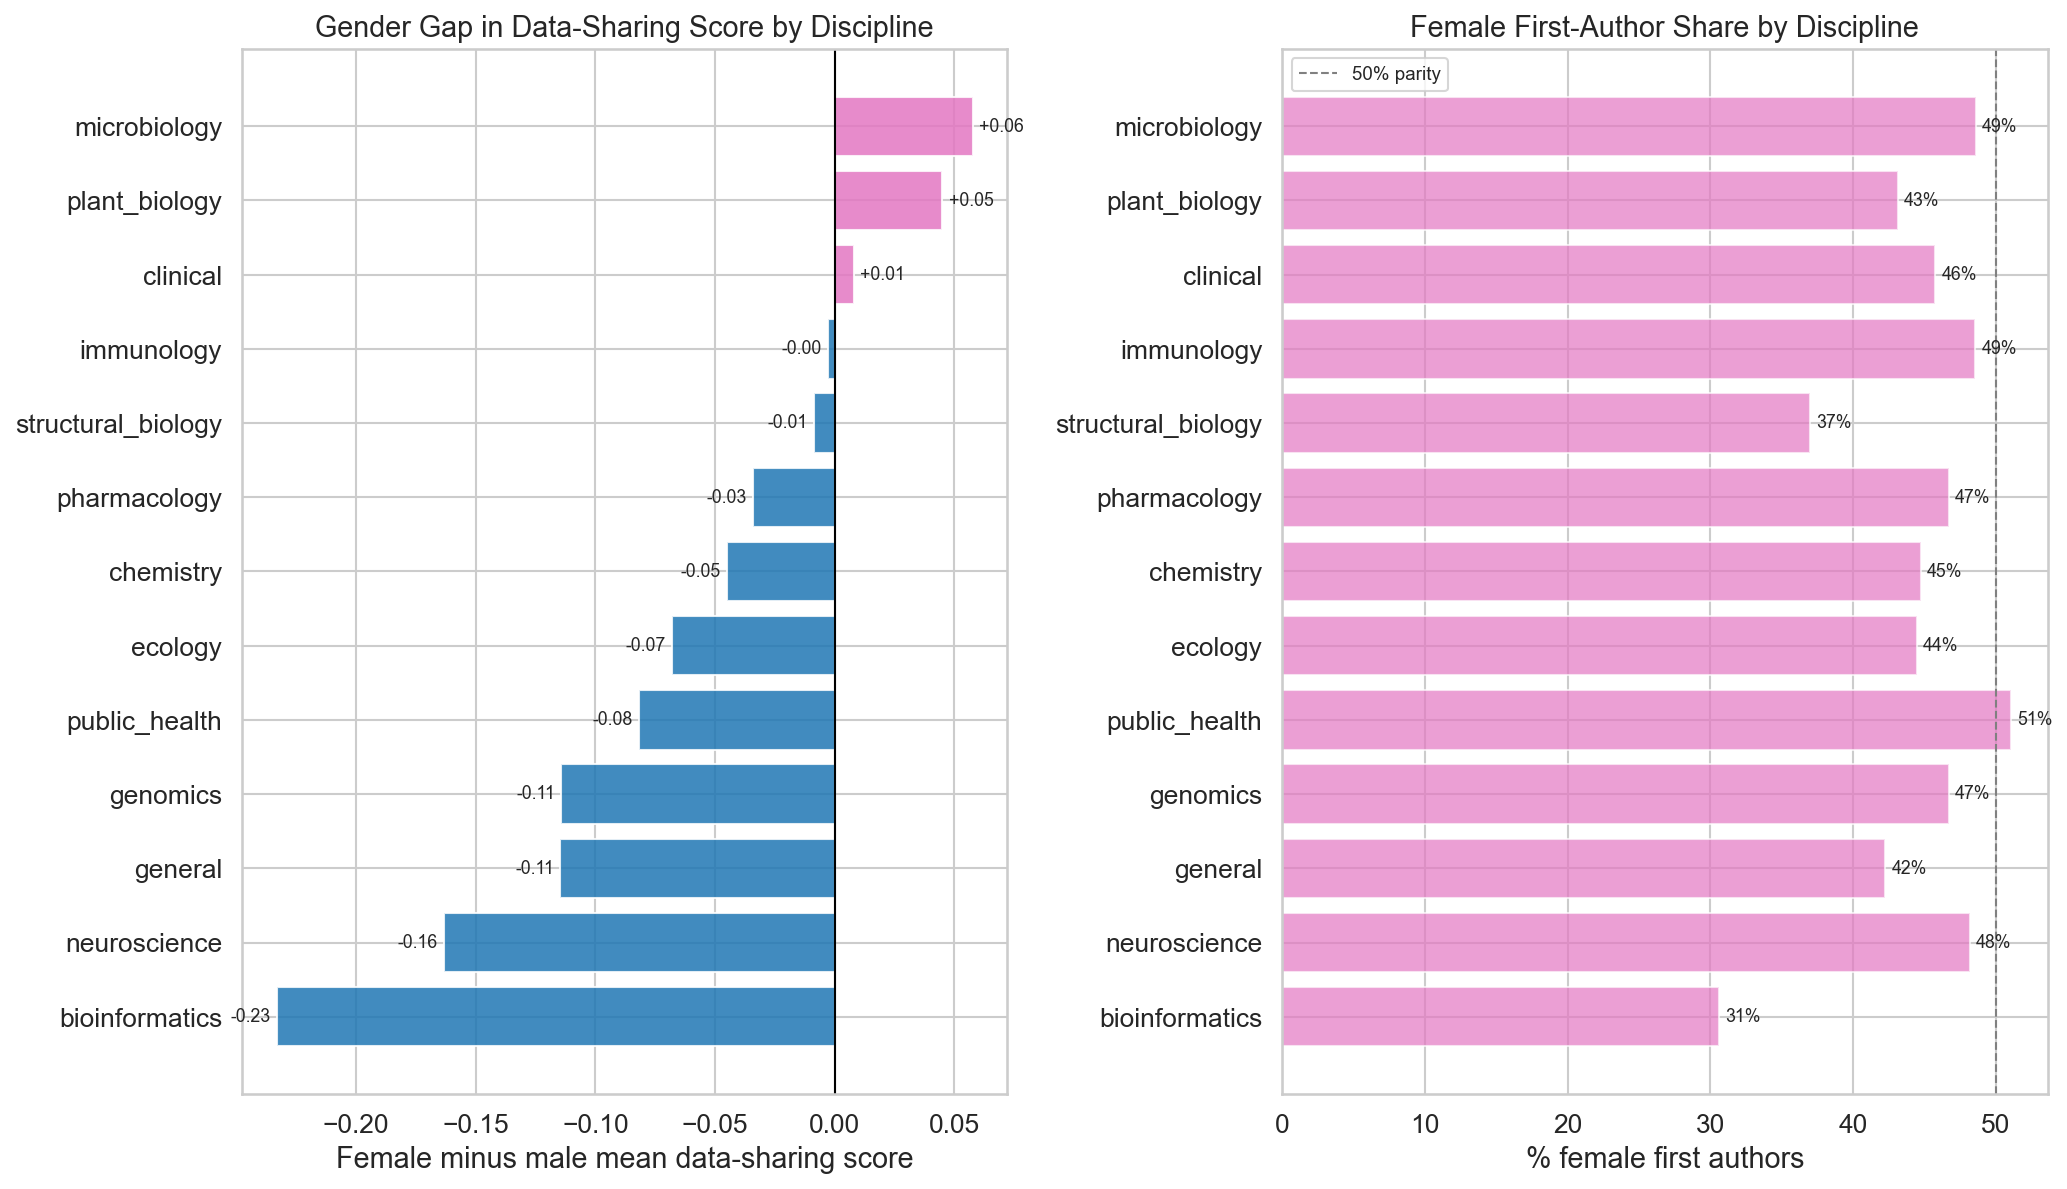 Gender Gap in Data-Sharing Score by Discipline
microbiology
+0.06
plant_biology
+0.05
clinical
+0.01
immunology
-0.00
structural_biology
-0.01
pharmacology
-0.03
chemistry
-0.05
ecology
-0.07
public_health
-0.08
genomics
-0.11
general
-0.11
neuroscience
-0.16
bioinformatics
-0.23
−0.20 −0.15 −0.10 −0.05 0.00 0.05
Female minus male mean data-sharing score
Female First-Author Share by Discipline
50% parity
microbiology
49%
plant_biology
43%
clinical
46%
immunology
49%
structural_biology
37%
pharmacology
47%
chemistry
45%
ecology
44%
public_health
51%
genomics
47%
general
42%
neuroscience
48%
bioinformatics
31%
0 10 20 30 40 50
% female first authors